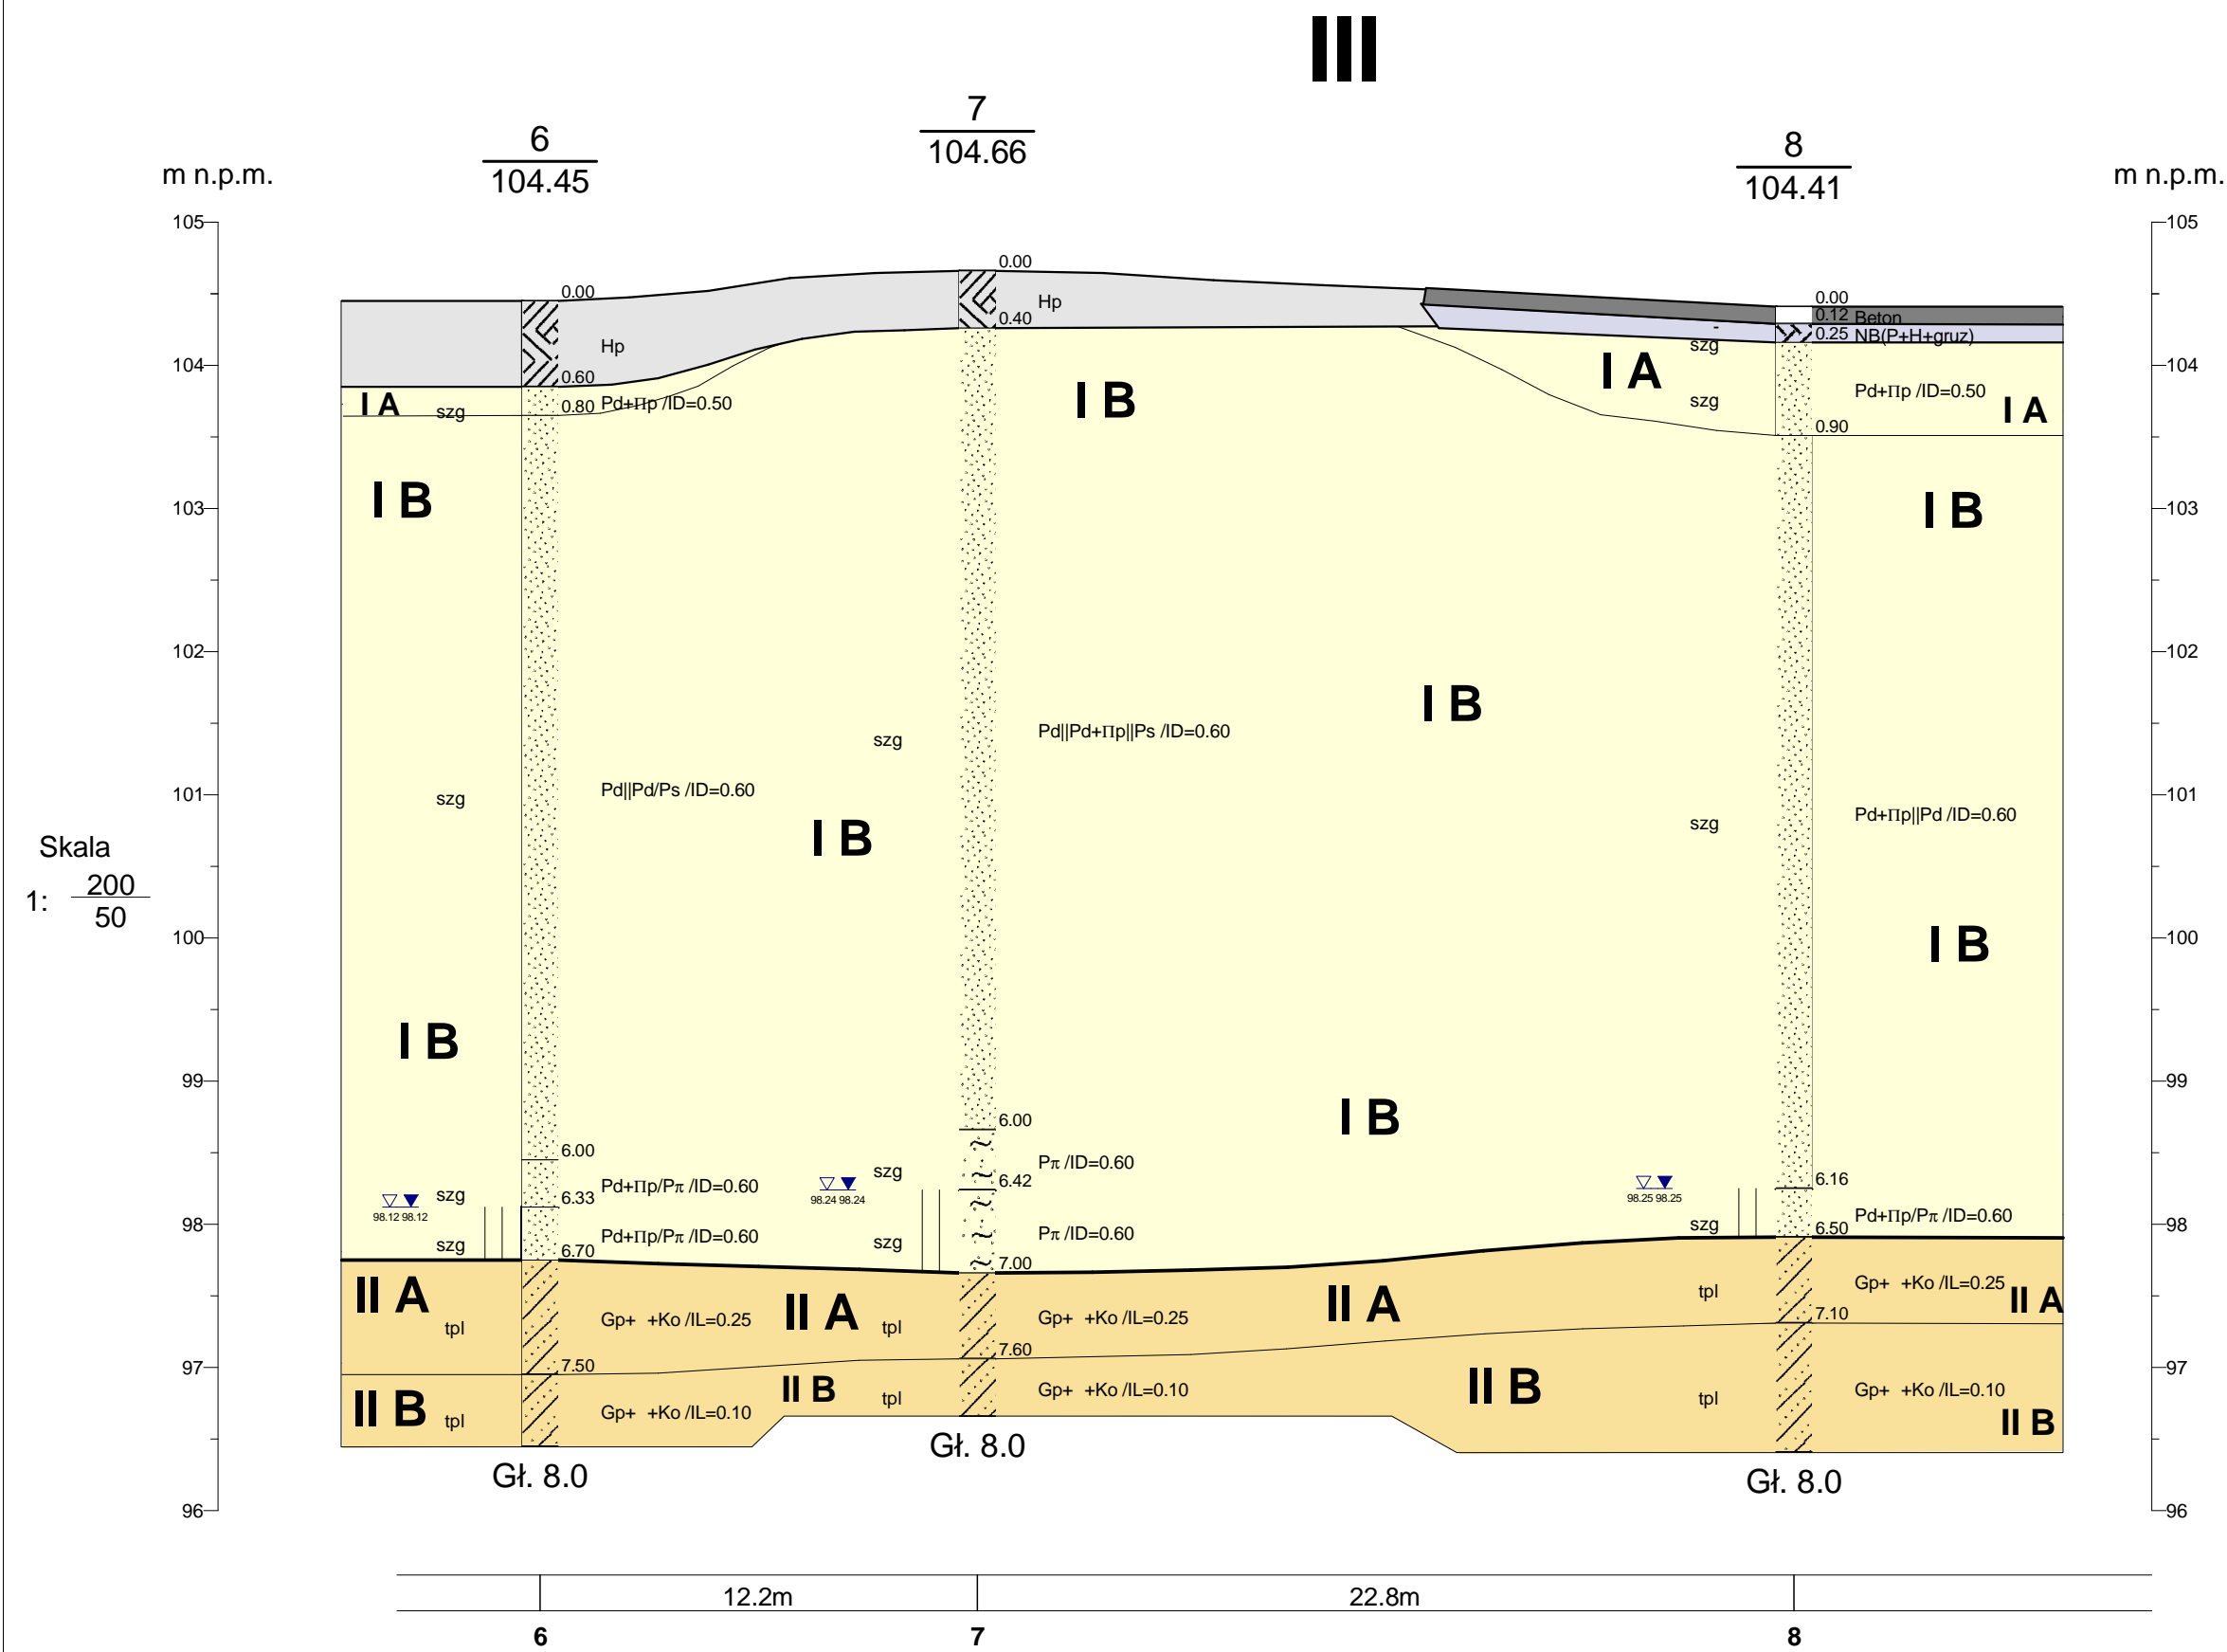 III
6
104.45
7
104.66
8
104.41
m n.p.m.
m n.p.m.
105
104
103
102
101
100
99
98
97
96
105
104
103
102
101
100
99
98
97
96
Skala
1: 200
50
0.00
Hp
0.60
0.80 Pd+Πp /ID=0.50
I A szg
I B
szg
Pd||Pd/Ps /ID=0.60
I B
6.00
szg Pd+Πp/Pπ /ID=0.60
6.33
98.12 98.12
szg Pd+Πp/Pπ /ID=0.60
6.70
II A
tpl Gp+ +Ko /IL=0.25
7.50
II B tpl Gp+ +Ko /IL=0.10
Gł. 8.0
0.00
Hp
0.40
I B
szg Pd||Pd+Πp||Ps /ID=0.60
I B
I B
I B
6.00
szg Pπ /ID=0.60
6.42
98.24 98.24
szg Pπ /ID=0.60
7.00
II A tpl Gp+ +Ko /IL=0.25
II A
7.60
II B tpl Gp+ +Ko /IL=0.10
Gł. 8.0
0.00
0.12 Beton
-
0.25 NB(P+H+gruz)
szg
I A
szg Pd+Πp /ID=0.50
I A
0.90
I B
szg Pd+Πp||Pd /ID=0.60
I B
6.16
98.25 98.25
szg Pd+Πp/Pπ /ID=0.60
6.50
tpl Gp+ +Ko /IL=0.25 II A
7.10
II B tpl Gp+ +Ko /IL=0.10
II B
Gł. 8.0
12.2m
22.8m
6
7
8